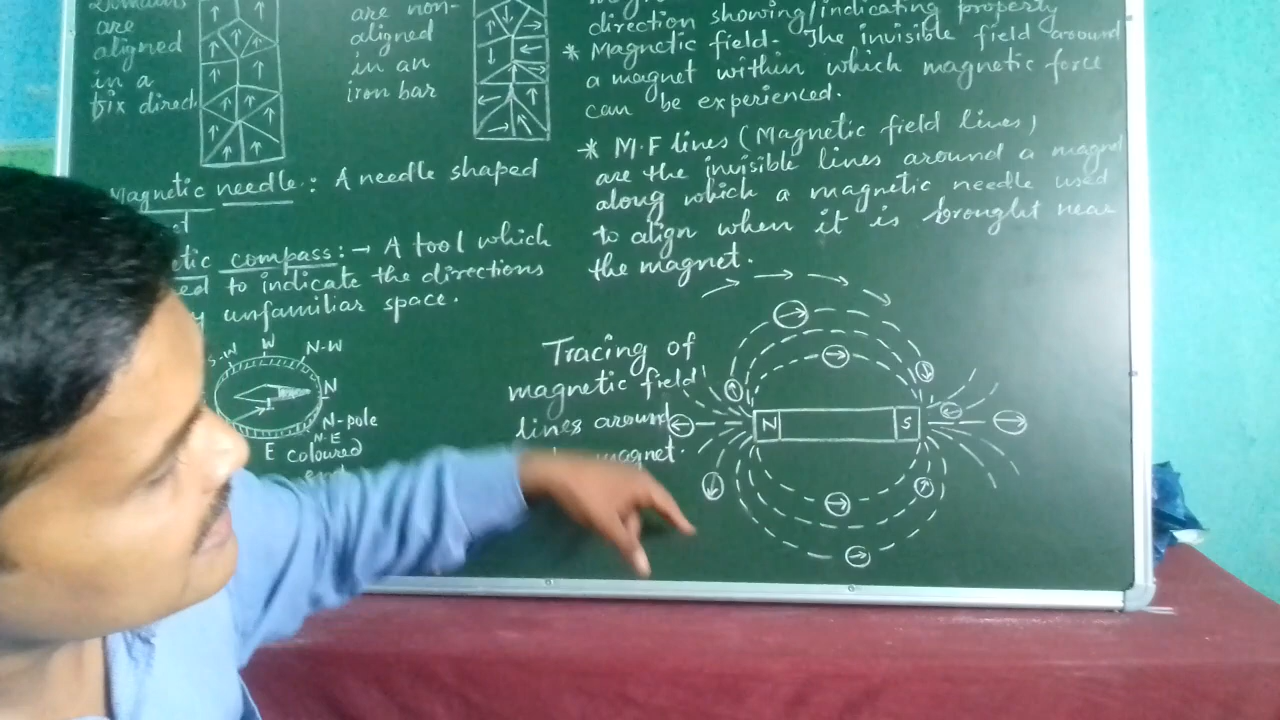 Domains
are
aligned
in a
fix direct
are non-
aligned
in an
iron bar
Magnetic needle: A needle shaped
etic compass:→ A tool which
ed to indicate the directions
y unfamiliar space.
S-W W N-W
N
N-pole
N-E
E coloured
end
direction showing/indicating property
* Magnetic field- The invisible field around
a magnet within which magnetic force
can be experienced.
* M.F lines (Magnetic field lines)
are the invisible lines around a magnet
along which a magnetic needle used
to align when it is brought near
the magnet.
Tracing of
magnetic field
lines around
magnet.
N S